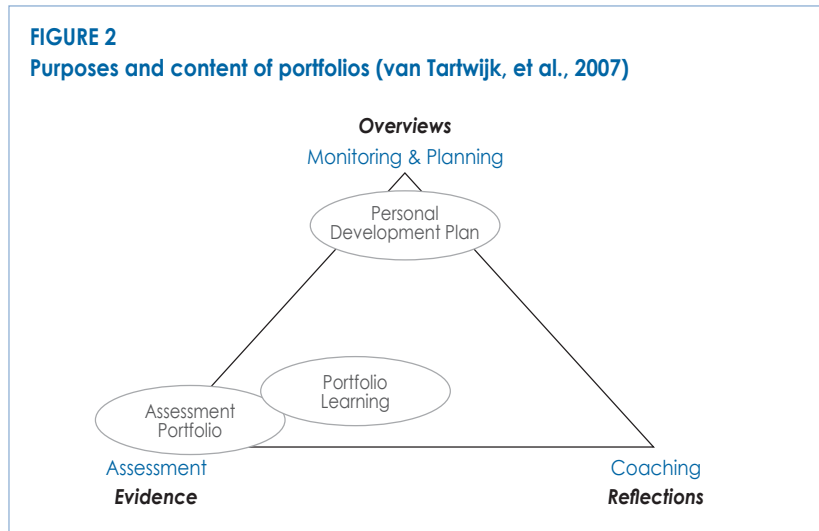 FIGURE 2
Purposes and content of portfolios (van Tartwijk, et al., 2007)
Overviews
Monitoring & Planning
Personal
Development Plan
Portfolio
Learning
Assessment
Portfolio
Assessment
Evidence
Coaching
Reflections